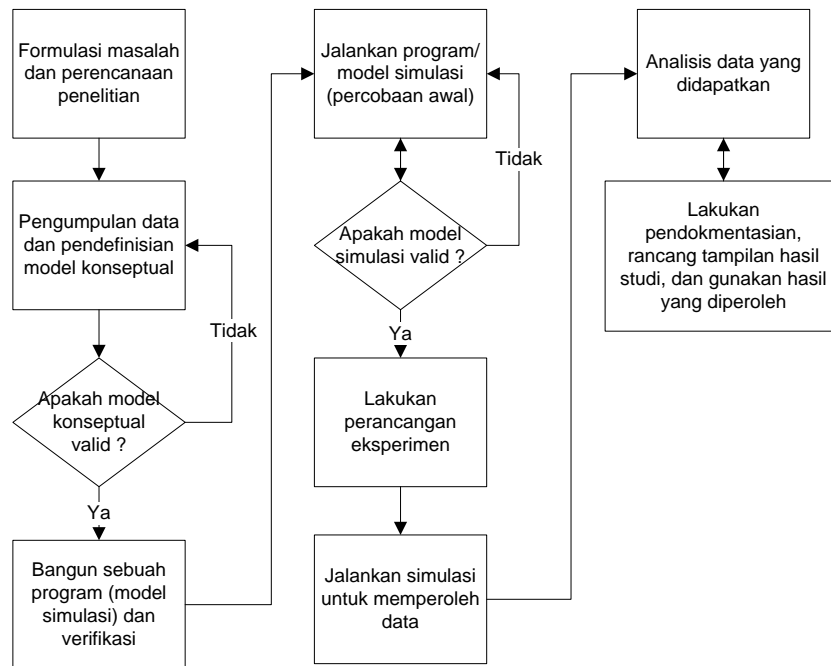 Formulasi masalah
dan perencanaan
penelitian
Pengumpulan data
dan pendefinisian
model konseptual
Tidak
Apakah model
konseptual
valid ?
Ya
Bangun sebuah
program (model
simulasi) dan
verifikasi
Jalankan program/
model simulasi
(percobaan awal)
Tidak
Apakah model
simulasi valid ?
Ya
Lakukan
perancangan
eksperimen
Jalankan simulasi
untuk memperoleh
data
Analisis data yang
didapatkan
Lakukan
pendokmentasian,
rancang tampilan hasil
studi, dan gunakan hasil
yang diperoleh